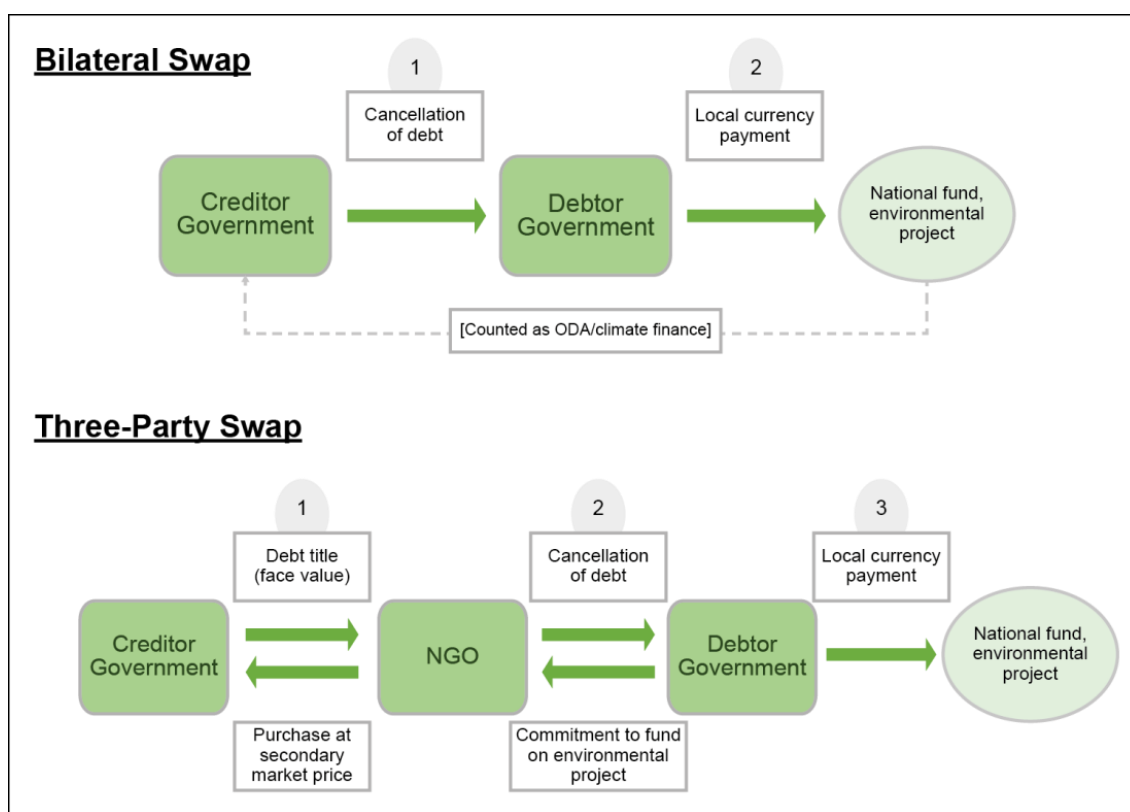 Bilateral Swap
1
2
Cancellation
of debt
Local currency
payment
Creditor
Government
Debtor
Government
National fund,
environmental
project
[Counted as ODA/climate finance]
Three-Party Swap
1
2
3
Debt title
(face value)
Cancellation
of debt
Local currency
payment
Creditor
Government
NGO
Debtor
Government
National fund,
environmental
project
Purchase at
secondary
market price
Commitment to fund
on environmental
project